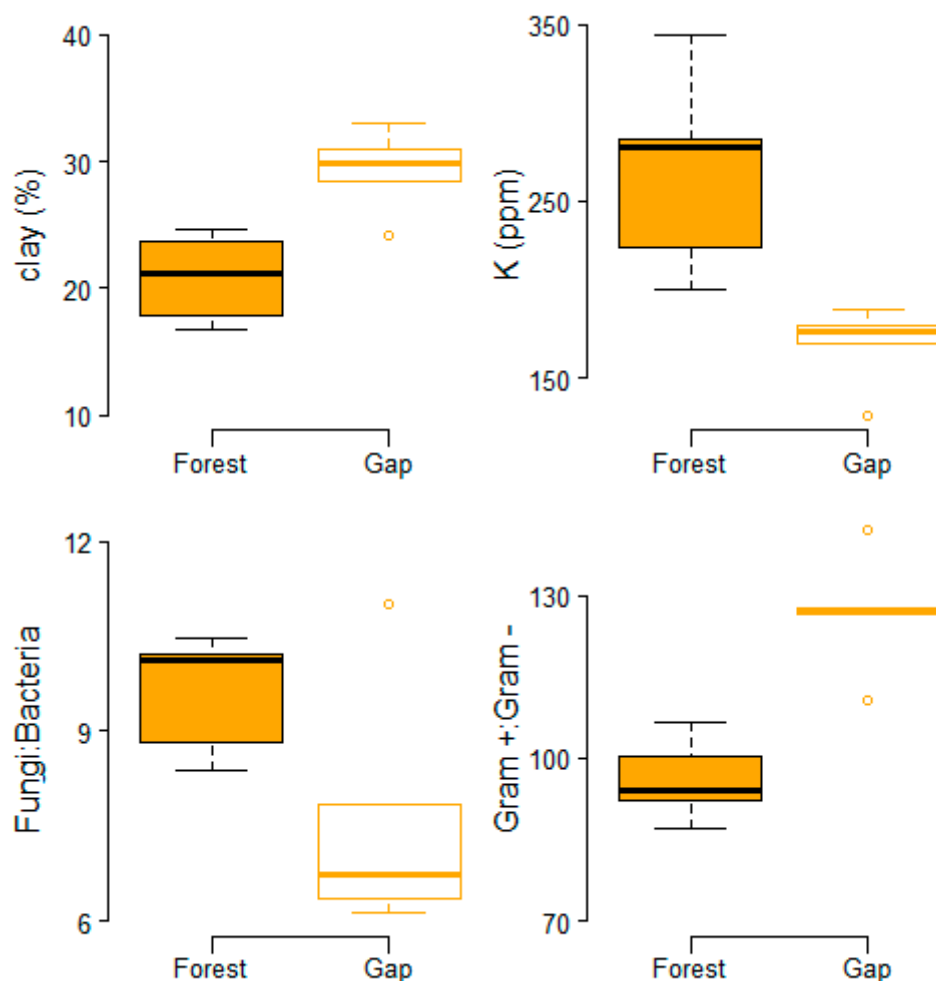 clay (%)
40
30
20
10
Forest Gap
K (ppm)
350
250
150
Forest Gap
Fungi:Bacteria
12
9
6
Forest Gap
Gram +:Gram -
130
100
70
Forest Gap